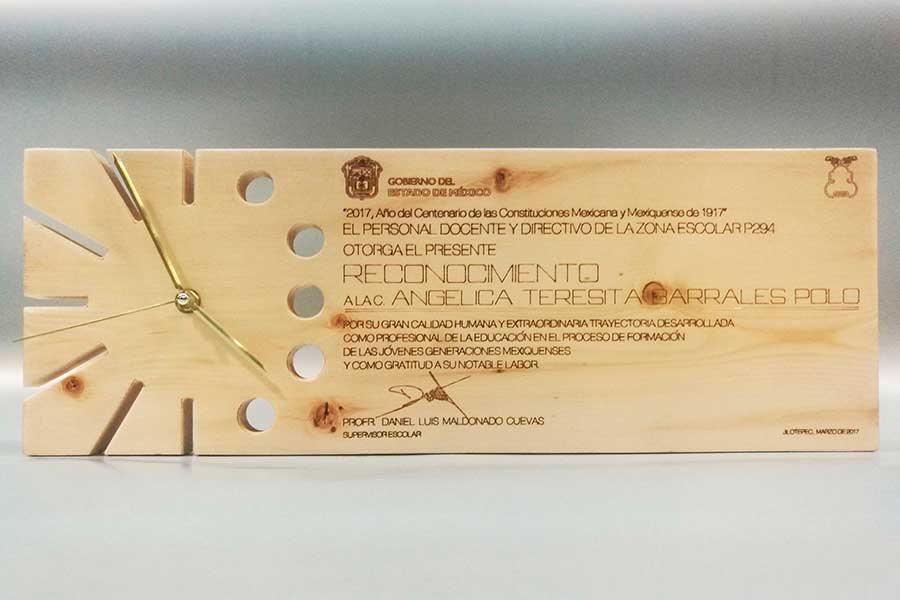 GOBIERNO DEL
ESTADO DE MÉXICO
"2017, Año del Centenario de las Constituciones Mexicana y Mexiquense de 1917"
EL PERSONAL DOCENTE Y DIRECTIVO DE LA ZONA ESCOLAR P294
OTORGA EL PRESENTE
RECONOCIMIENTO
A LA C. ANGELICA TERESITA BARRALES POLO
POR SU GRAN CALIDAD HUMANA Y EXTRAORDINARIA TRAYECTORIA DESARROLLADA
COMO PROFESIONAL DE LA EDUCACIÓN EN EL PROCESO DE FORMACIÓN
DE LAS JÓVENES GENERACIONES MEXIQUENSES
Y COMO GRATITUD A SU NOTABLE LABOR.
PROFR. DANIEL LUIS MALDONADO CUEVAS
SUPERVISOR ESCOLAR
JILOTEPEC, MARZO DE 2017